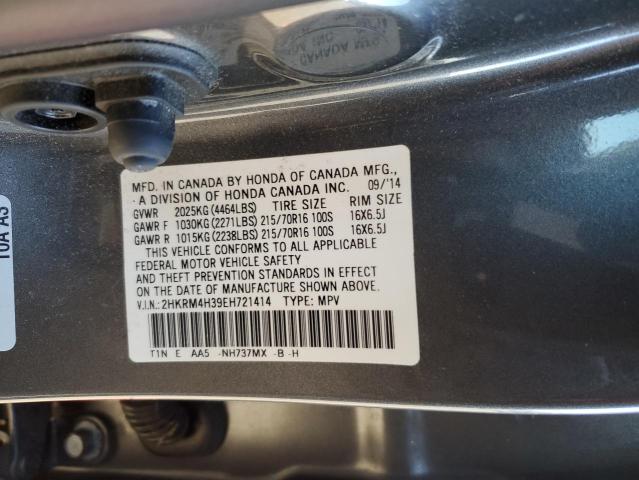 MFD. IN CANADA BY HONDA OF CANADA MFG.,
A DIVISION OF HONDA CANADA INC. 09/'14
GVWR 2025KG(4464LBS) TIRE SIZE RIM SIZE
GAWR F 1030KG(2271LBS) 215/70R16 100S 16X6.5J
GAWR R 1015KG(2238LBS) 215/70R16 100S 16X6.5J
THIS VEHICLE CONFORMS TO ALL APPLICABLE
FEDERAL MOTOR VEHICLE SAFETY
AND THEFT PREVENTION STANDARDS IN EFFECT
ON THE DATE OF MANUFACTURE SHOWN ABOVE.
V.I.N.:2HKRM4H39EH721414 TYPE: MPV
T1N E AA5 -NH737MX -B -H